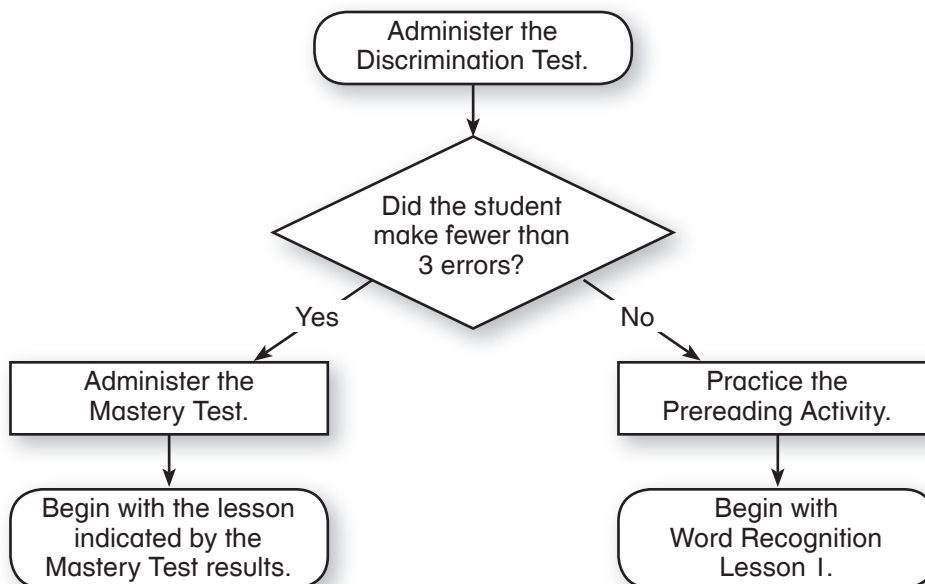 Administer the
Discrimination Test.
Did the student
make fewer than
3 errors?
Yes
No
Administer the
Mastery Test.
Practice the
Prereading Activity.
Begin with the lesson
indicated by the
Mastery Test results.
Begin with
Word Recognition
Lesson 1.